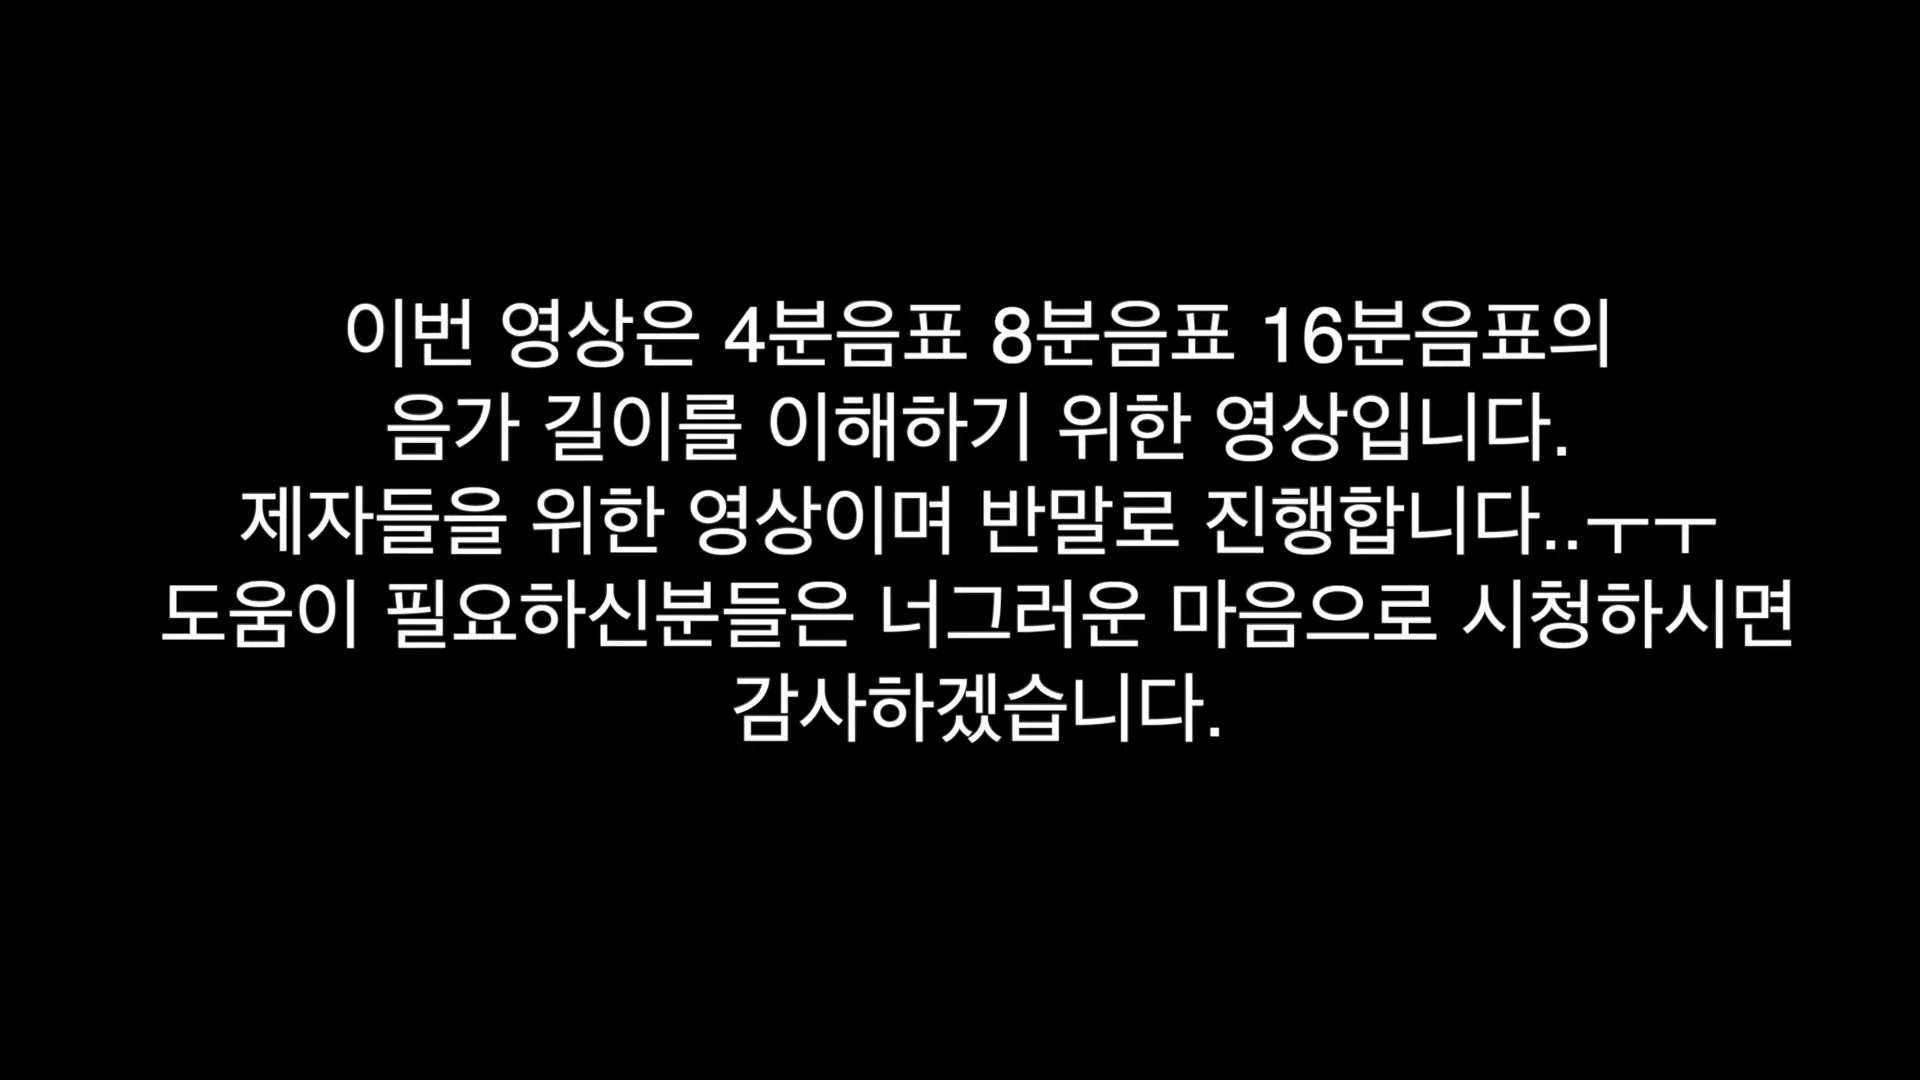 이번 영상은 4분음표 8분음표 16분음표의
음가 길이를 이해하기 위한 영상입니다.
제자들을 위한 영상이며 반말로 진행합니다..ㅜㅜ
도움이 필요하신분들은 너그러운 마음으로 시청하시면
감사하겠습니다.